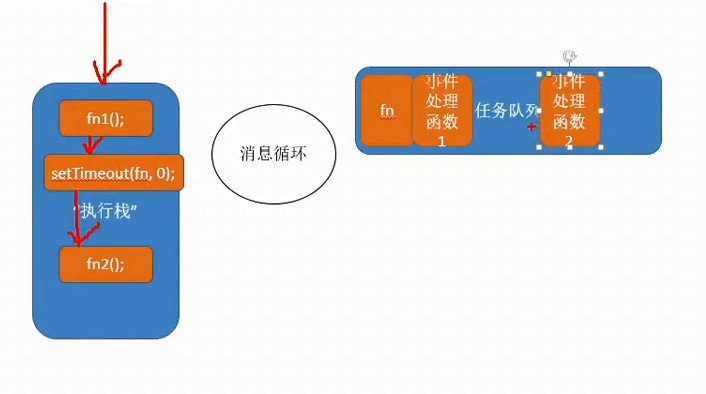 fn1();
setTimeout(fn, 0);
"执行栈"
fn2();
消息循环
fn
事件
处理
函数
1
任务队列
事件
处理
函数
2